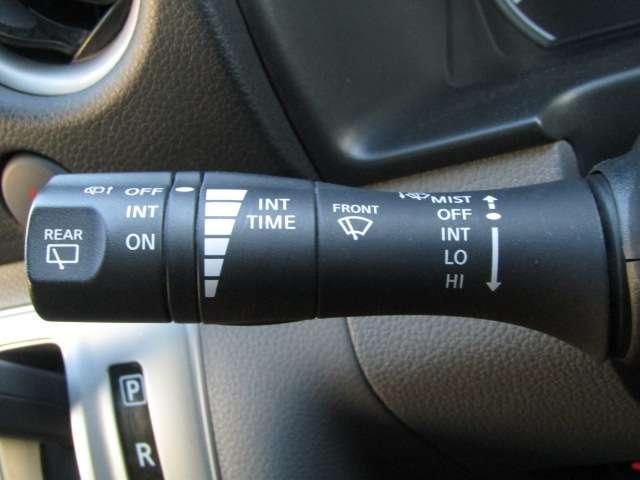 OFF
INT
ON
REAR
INT
TIME
FRONT
MIST
OFF
INT
LO
HI
P
R